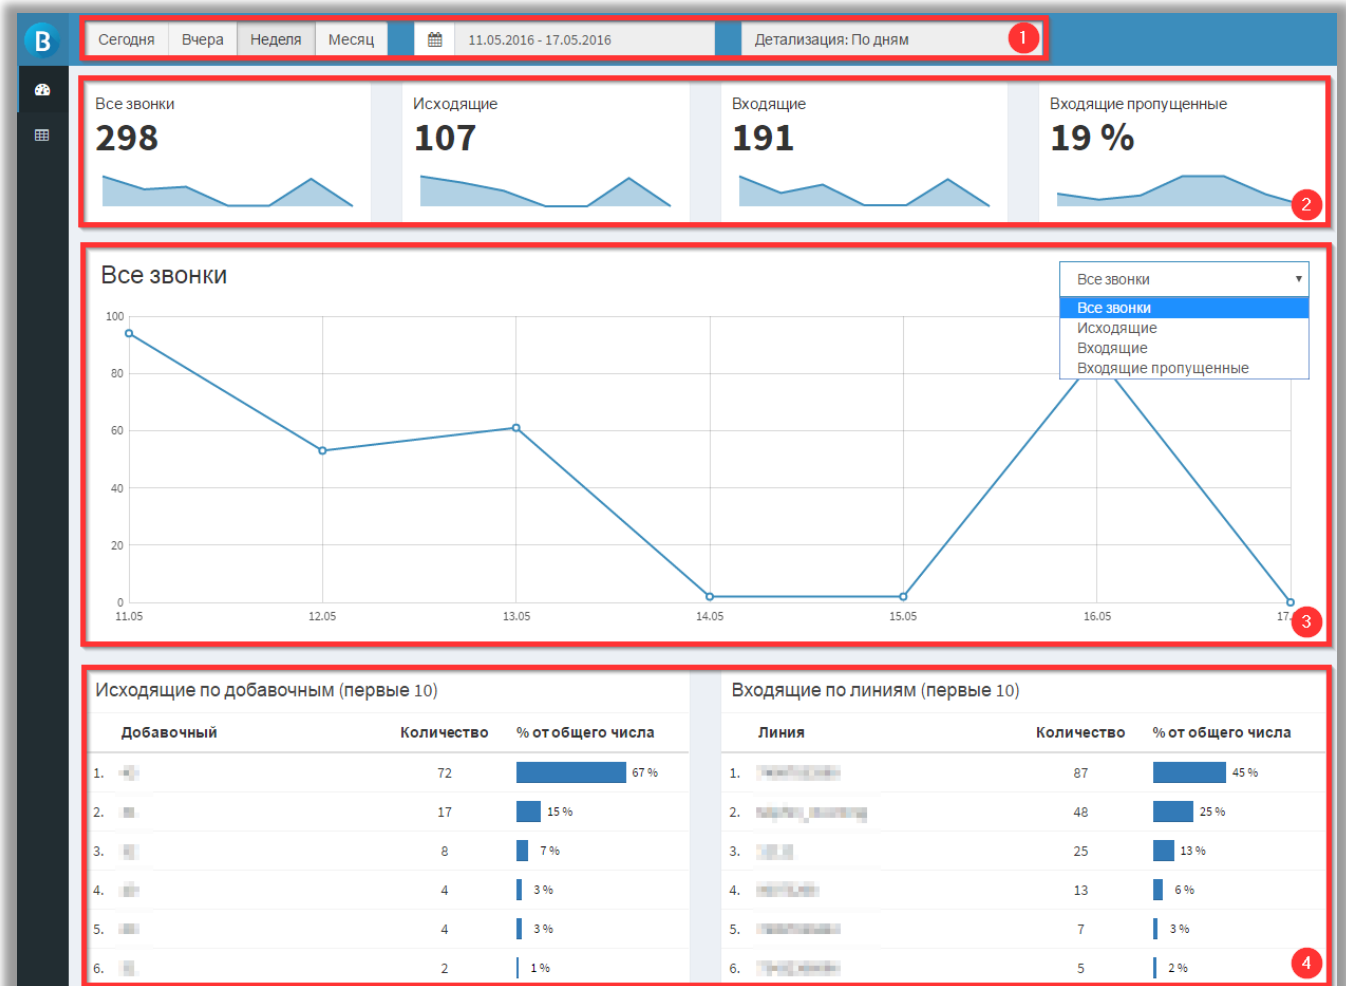 B
Сегодня Вчера Неделя Месяц 11.05.2016 - 17.05.2016 Детализация: По дням 1
Все звонки Исходящие Входящие Входящие пропущенные
298 107 191 19 %
2
Все звонки
Все звонки
Все звонки
Исходящие
Входящие
Входящие пропущенные
100
80
60
40
20
0
11.05 12.05 13.05 14.05 15.05 16.05
3
Исходящие по добавочным (первые 10)
Добавочный Количество % от общего числа
1. 72 67 %
2. 17 15 %
3. 8 7 %
4. 4 3 %
5. 4 3 %
6. 2 1 %
Входящие по линиям (первые 10)
Линия Количество % от общего числа
1. 87 45 %
2. 48 25 %
3. 25 13 %
4. 13 6 %
5. 7 3 %
6. 5 2 %
4